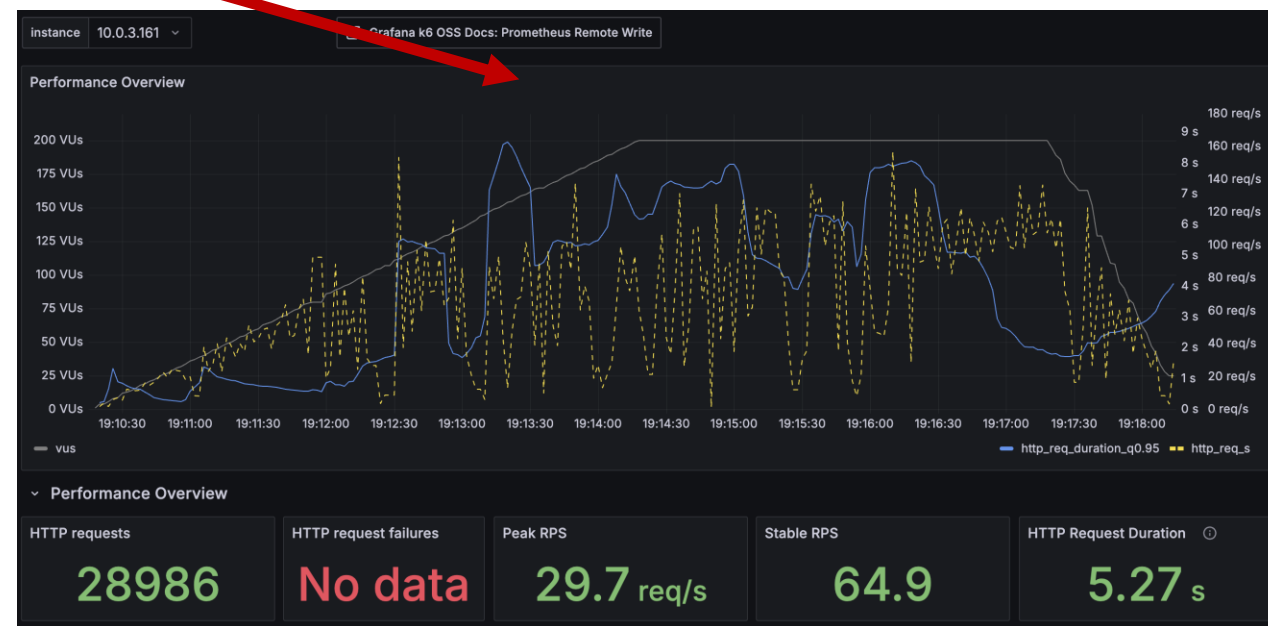 instance 10.0.3.161
Grafana k6 OSS Docs: Prometheus Remote Write
Performance Overview
180 req/s
200 VUs 9 s 160 req/s
175 VUs 8 s 140 req/s
150 VUs 7 s 120 req/s
125 VUs 6 s 100 req/s
100 VUs 5 s 80 req/s
75 VUs 4 s 60 req/s
50 VUs 3 s 40 req/s
25 VUs 2 s 20 req/s
0 VUs 1 s 0 req/s
0 s
19:10:30 19:11:00 19:11:30 19:12:00 19:12:30 19:13:00 19:13:30 19:14:00 19:14:30 19:15:00 19:15:30 19:16:00 19:16:30 19:17:00 19:17:30 19:18:00
vus http_req_duration_q0.95 http_req_s
Performance Overview
HTTP requests HTTP request failures Peak RPS Stable RPS HTTP Request Duration
28986 No data 29.7 req/s 64.9 5.27 s